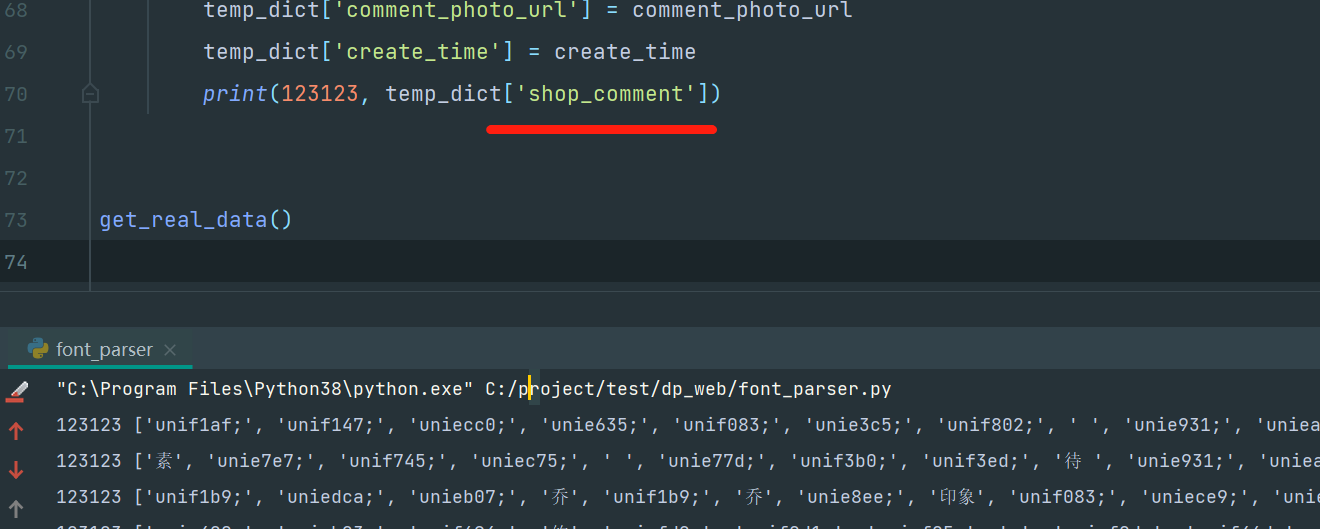 68 temp_dict['comment_photo_url'] = comment_photo_url
69 temp_dict['create_time'] = create_time
70 print(123123, temp_dict['shop_comment'])
71
72
73 get_real_data()
74
font_parser
"C:\Program Files\Python38\python.exe" C:/project/test/dp_web/font_parser.py
123123 ['unif1af;', 'unif147;', 'uniecc0;', 'unie635;', 'unif083;', 'unie3c5;', 'unif802;', ' ', 'unie931;', 'uniea
123123 ['素', 'unie7e7;', 'unif745;', 'uniec75;', ' ', 'unie77d;', 'unif3b0;', 'unif3ed;', '待 ', 'unie931;', 'uniea
123123 ['unif1b9;', 'uniedca;', 'unieb07;', '乔', 'unif1b9;', '乔', 'unie8ee;', '印象', 'unif083;', 'uniece9;', 'uni